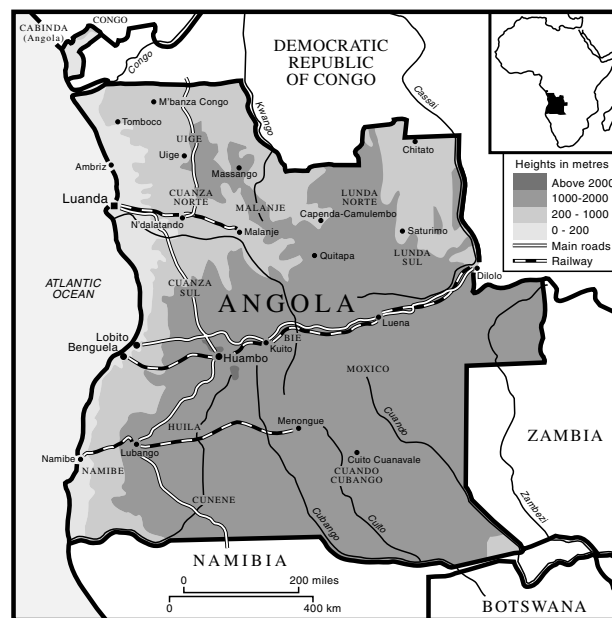 CONGO
CABINDA
(Angola)
Congo
DEMOCRATIC
REPUBLIC
OF CONGO
Kwango
Cassai
M'banza Congo
Tomboco
UIGE
Uige
Chitato
Ambriz
Massango
CUANZA
NORTE
LUNDA
NORTE
Luanda
MALANJE
Capenda-Camulembo
N'dalatando
Malanje
Saturimo
Quitapa
LUNDA
SUL
Dilolo
ATLANTIC
OCEAN
CUANZA
SUL
ANGOLA
Luena
Lobito
Benguela
BIE
Kuito
Huambo
MOXICO
HUILA
Menongue
Cuando
ZAMBIA
Namibe
Lubango
NAMIBE
Cuito Cuanavale
CUANDO
CUBANGO
CUNENE
Cubango
Cuito
Zambezi
NAMIBIA
BOTSWANA
0 200 miles
0 400 km
Heights in metres
Above 2000
1000-2000
200 - 1000
0 - 200
Main roads
Railway